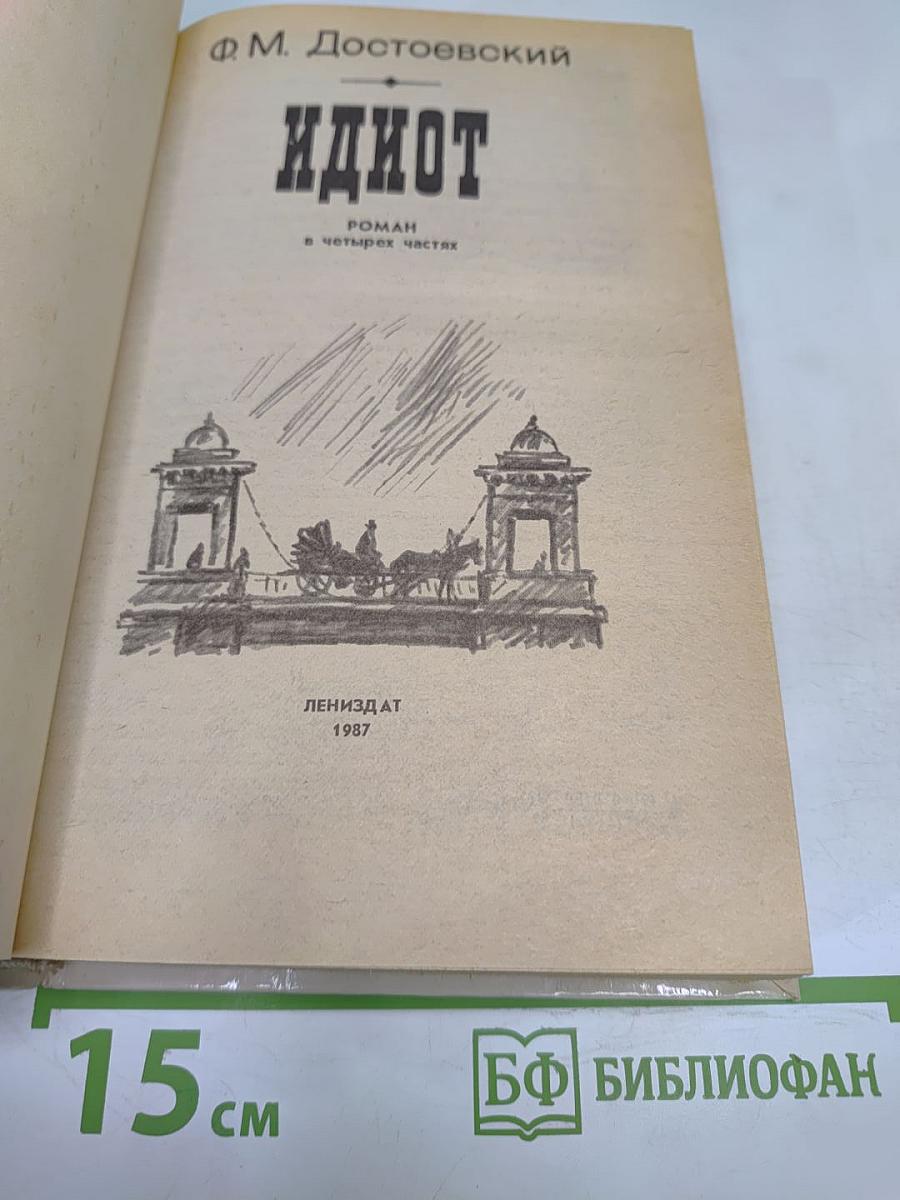 Ф. М. Достоевский
ИДИОТ
РОМАН
в четырех частях
ЛЕНИЗДАТ
1987
15 см
БФ БИБЛИОФАН